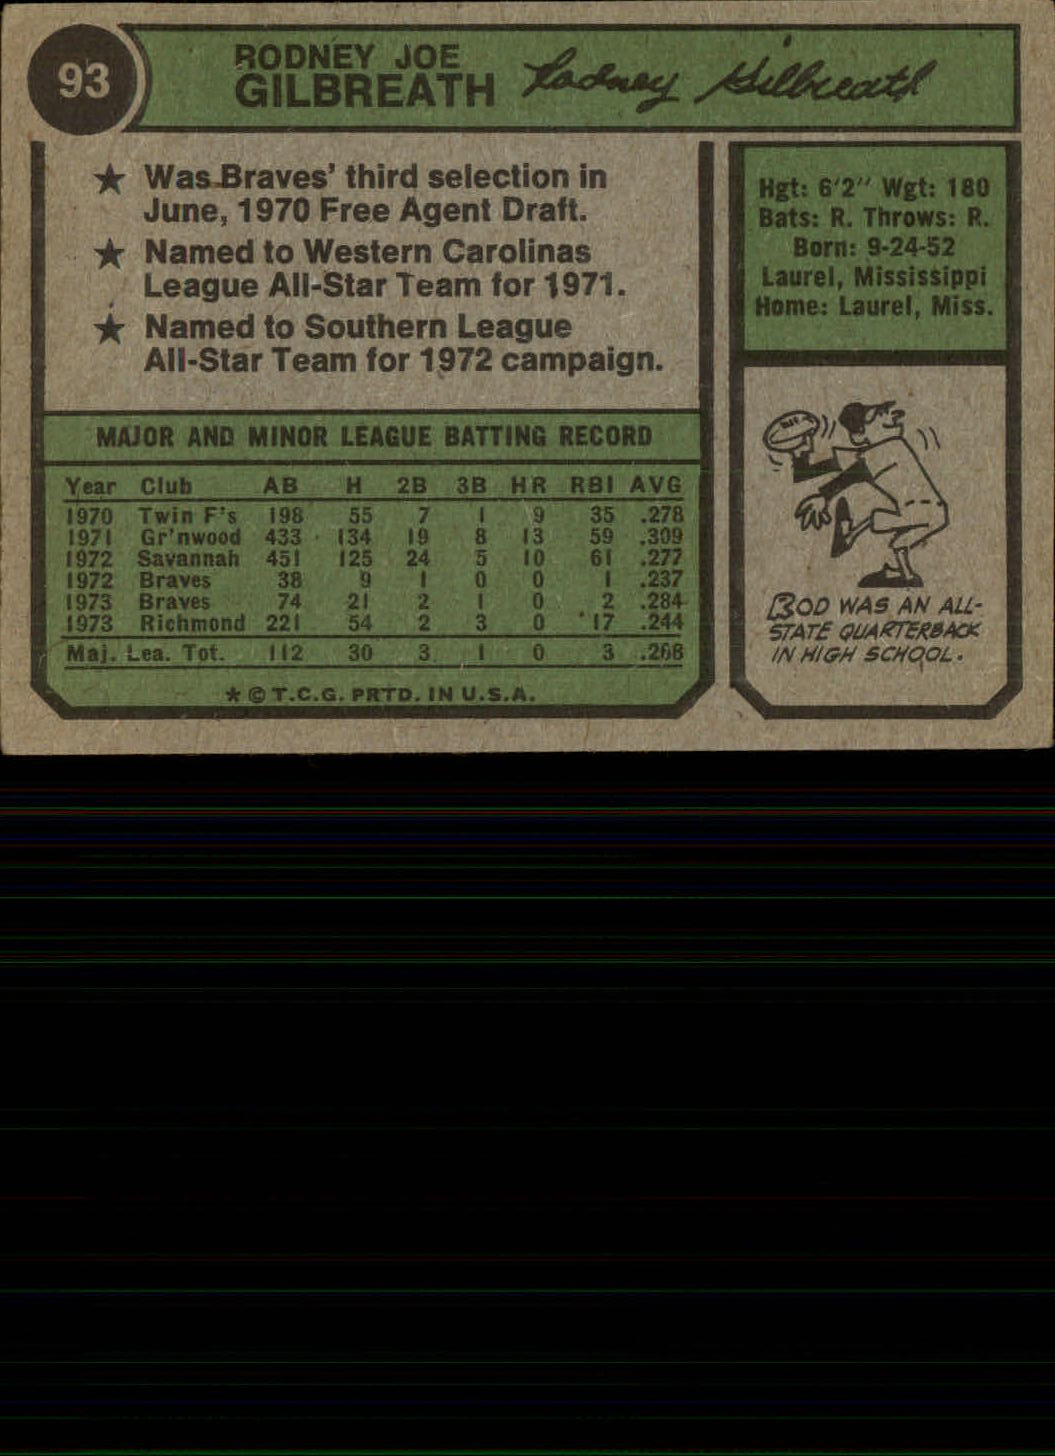 93
RODNEY JOE
GILBREATH
Rodney Gilbreath
★ Was Braves' third selection in
June, 1970 Free Agent Draft.
★ Named to Western Carolinas
League All-Star Team for 1971.
★ Named to Southern League
All-Star Team for 1972 campaign.
Hgt: 6'2" Wgt: 180
Bats: R. Throws: R.
Born: 9-24-52
Laurel, Mississippi
Home: Laurel, Miss.
MAJOR AND MINOR LEAGUE BATTING RECORD
Year Club AB H 2B 3B HR RBI AVG
1970 Twin F's 198 55 7 1 9 35 .278
1971 Gr'nwood 433 134 19 8 13 59 .309
1972 Savannah 451 125 24 5 10 61 .277
1972 Braves 38 9 1 0 0 1 .237
1973 Braves 74 21 2 1 0 2 .284
1973 Richmond 221 54 2 3 0 17 .244
Maj. Lea. Tot. 112 30 3 1 0 3 .268
★ © T.C.G. PRTD. IN U.S.A.
ROD WAS AN ALL-
STATE QUARTERBACK
IN HIGH SCHOOL.